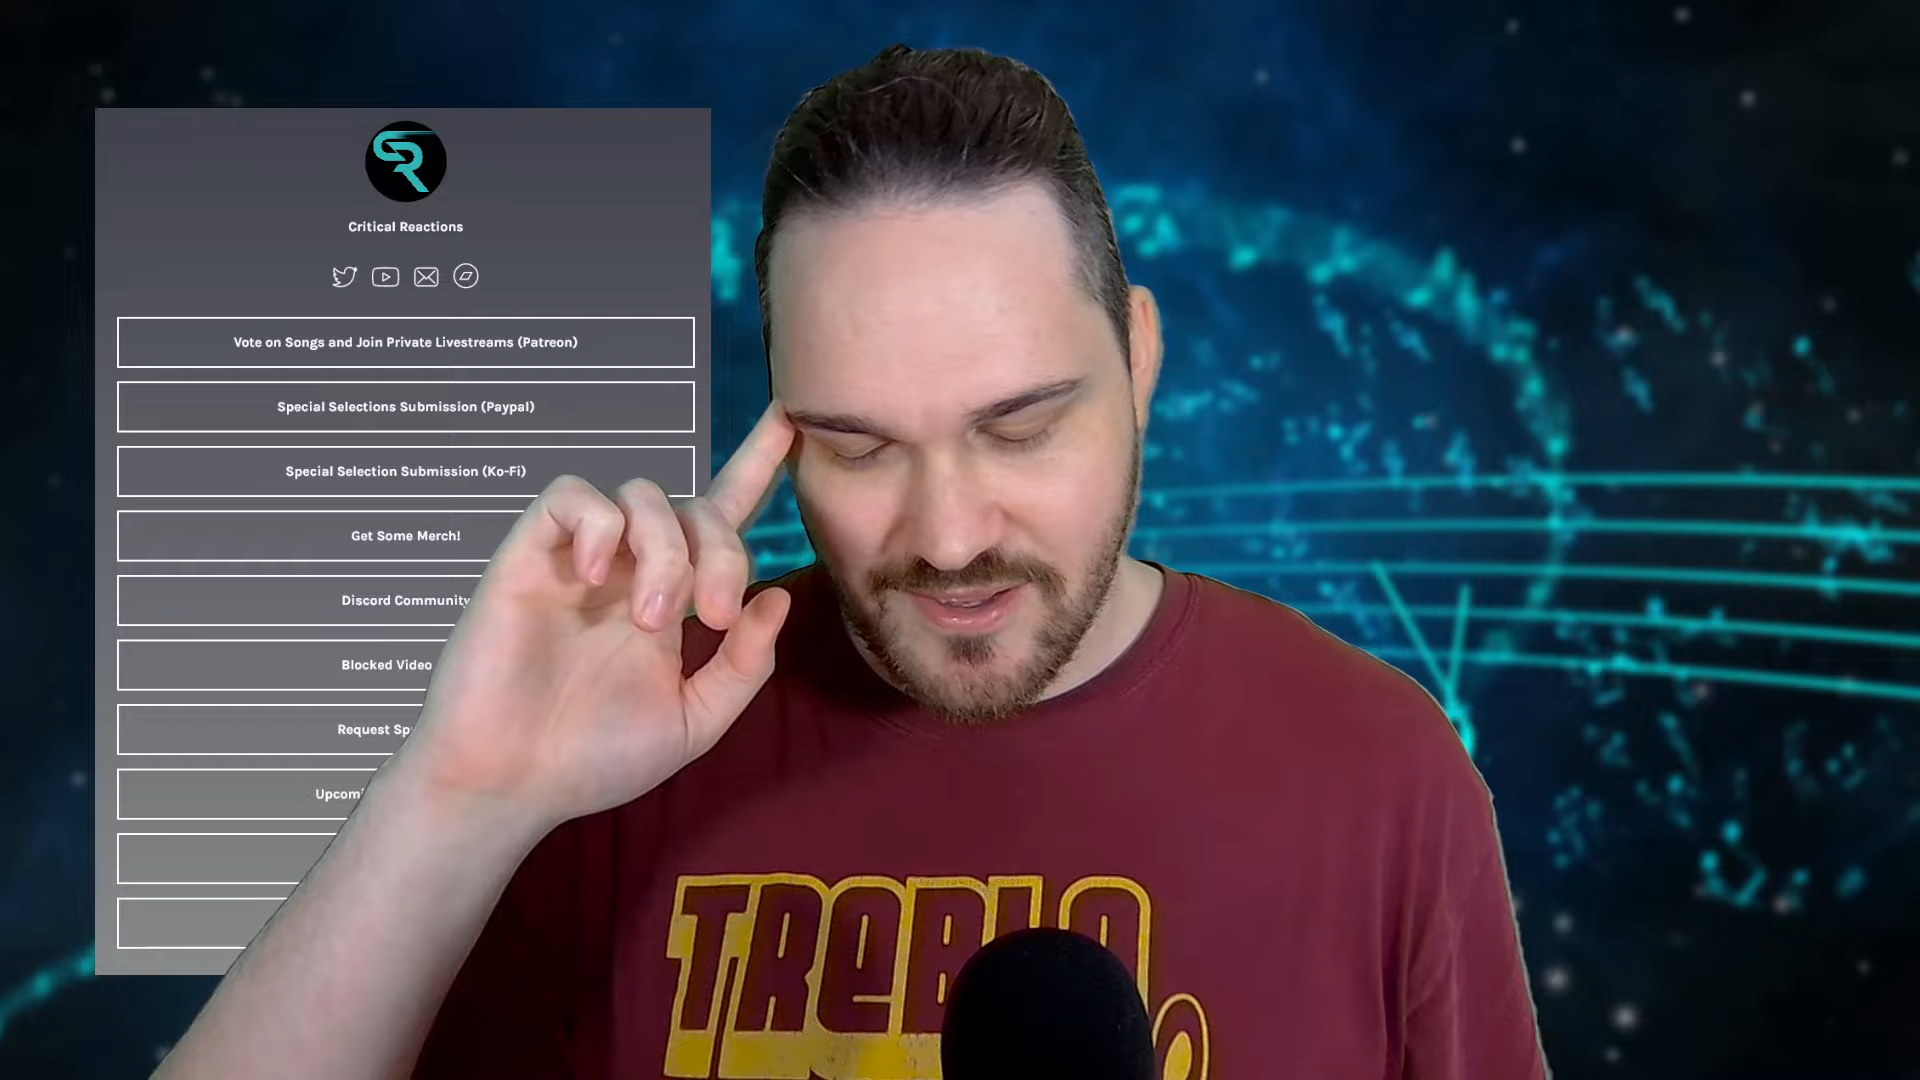 Critical Reactions
Vote on Songs and Join Private Livestreams (Patreon)
Special Selections Submission (Paypal)
Special Selection Submission (Ko-Fi)
Get Some Merch!
Discord Community
Blocked Video
Request